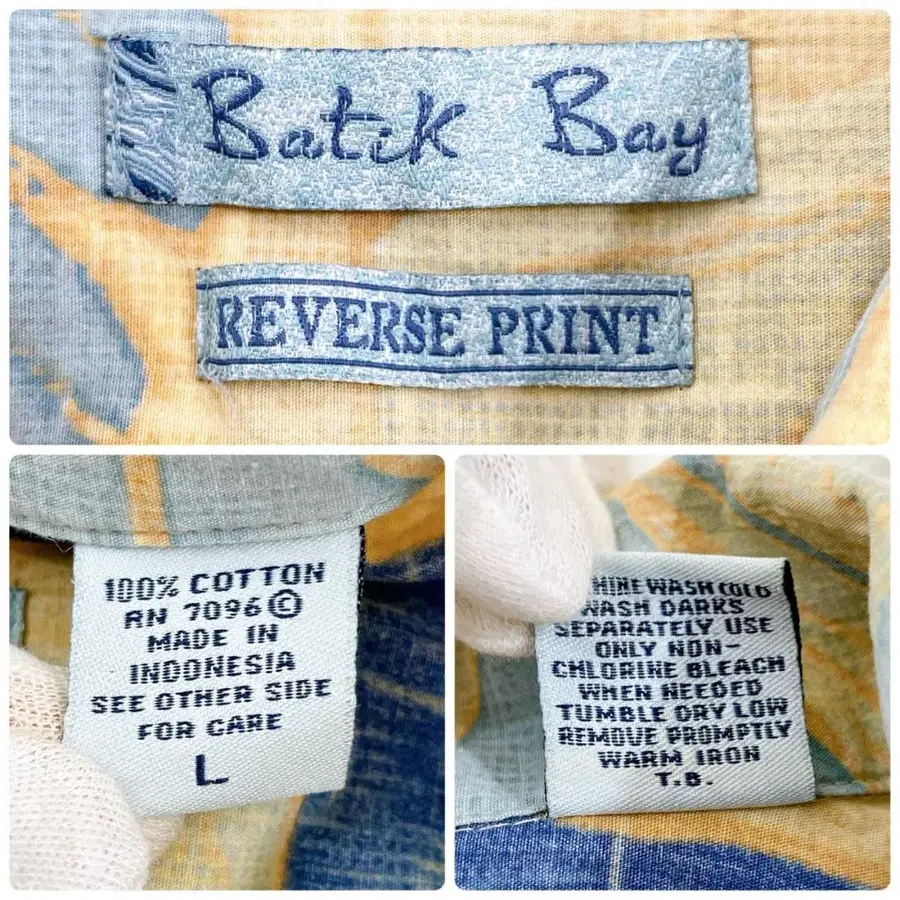 Batik Bay
REVERSE PRINT
100% COTTON
RN 7096©
MADE IN
INDONESIA
SEE OTHER SIDE
FOR CARE
L
HINE WASH COLD
WASH DARKS
SEPARATELY USE
ONLY NON-
CHLORINE BLEACH
WHEN NEEDED
TUMBLE DRY LOW
REMOVE PROMPTLY
WARM IRON
T.B.